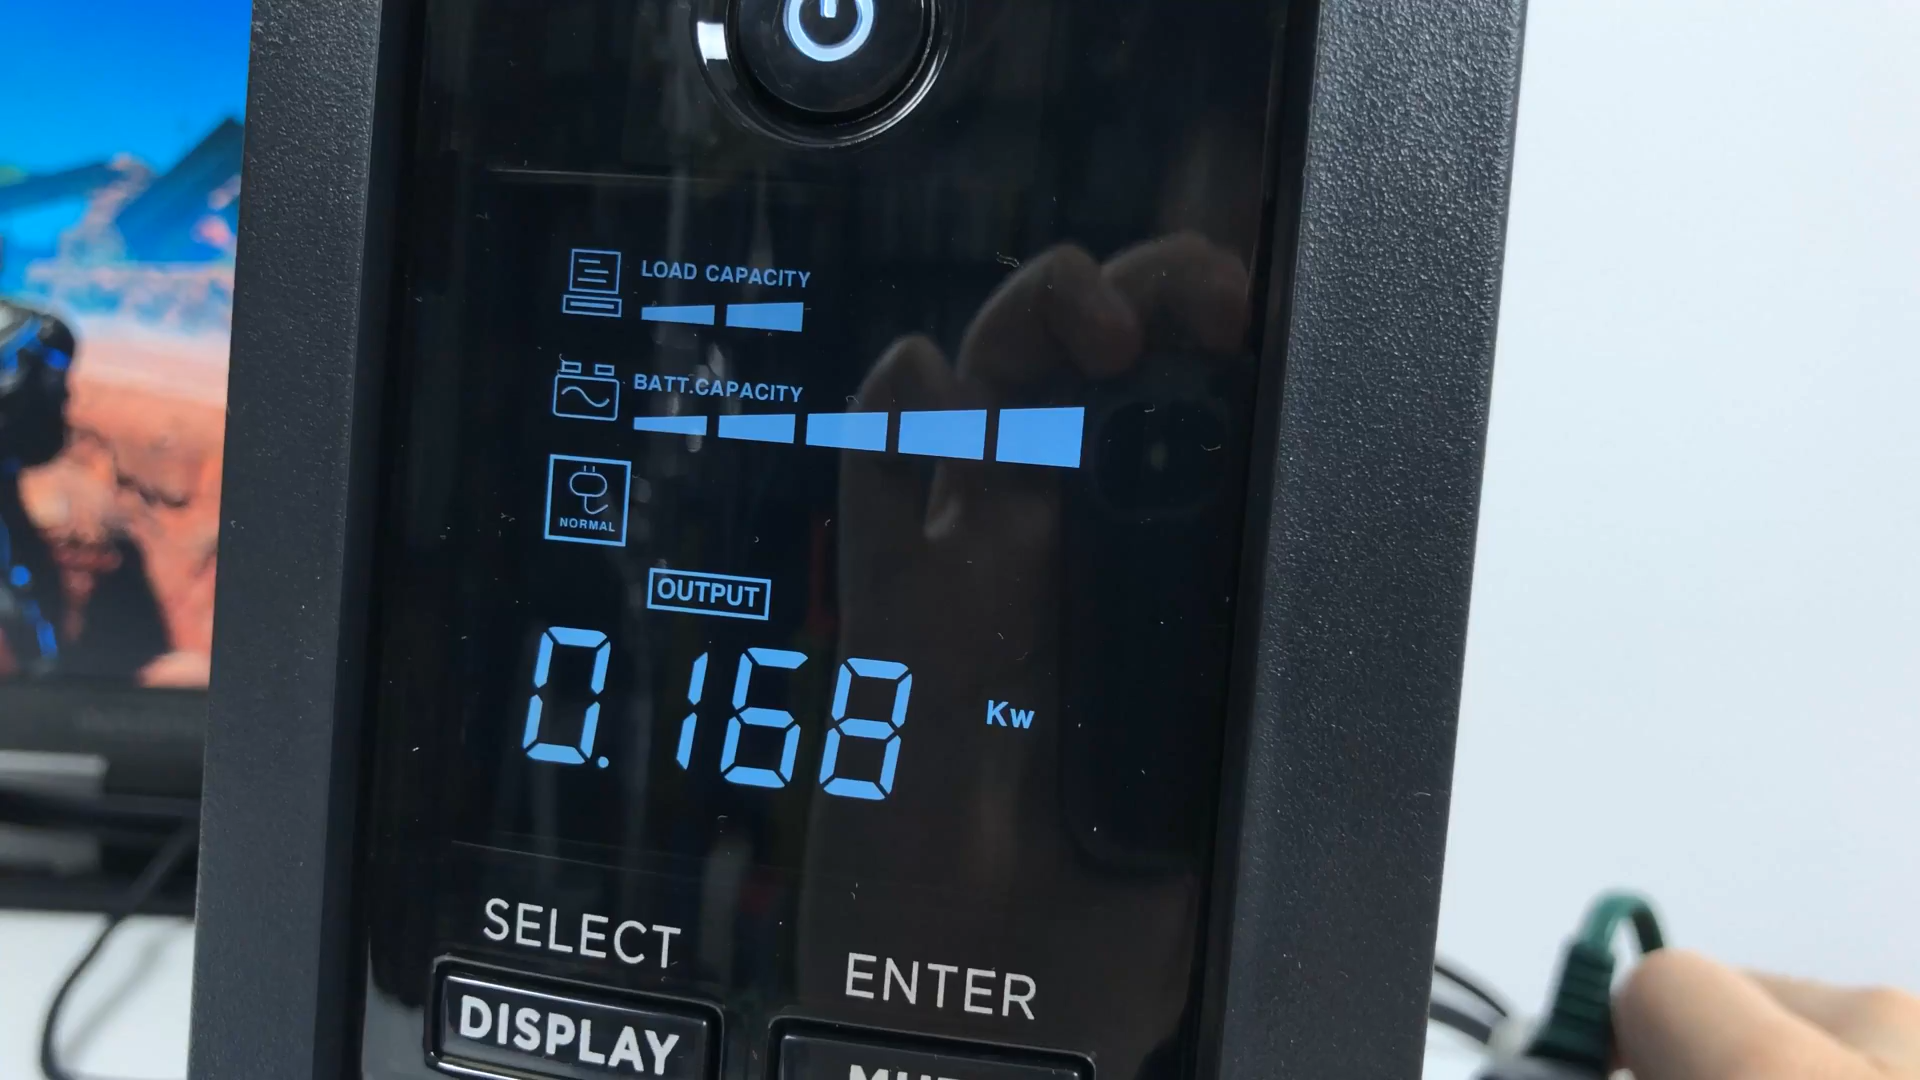 LOAD CAPACITY
BATT.CAPACITY
NORMAL
OUTPUT
0.168 Kw
SELECT
ENTER
DISPLAY